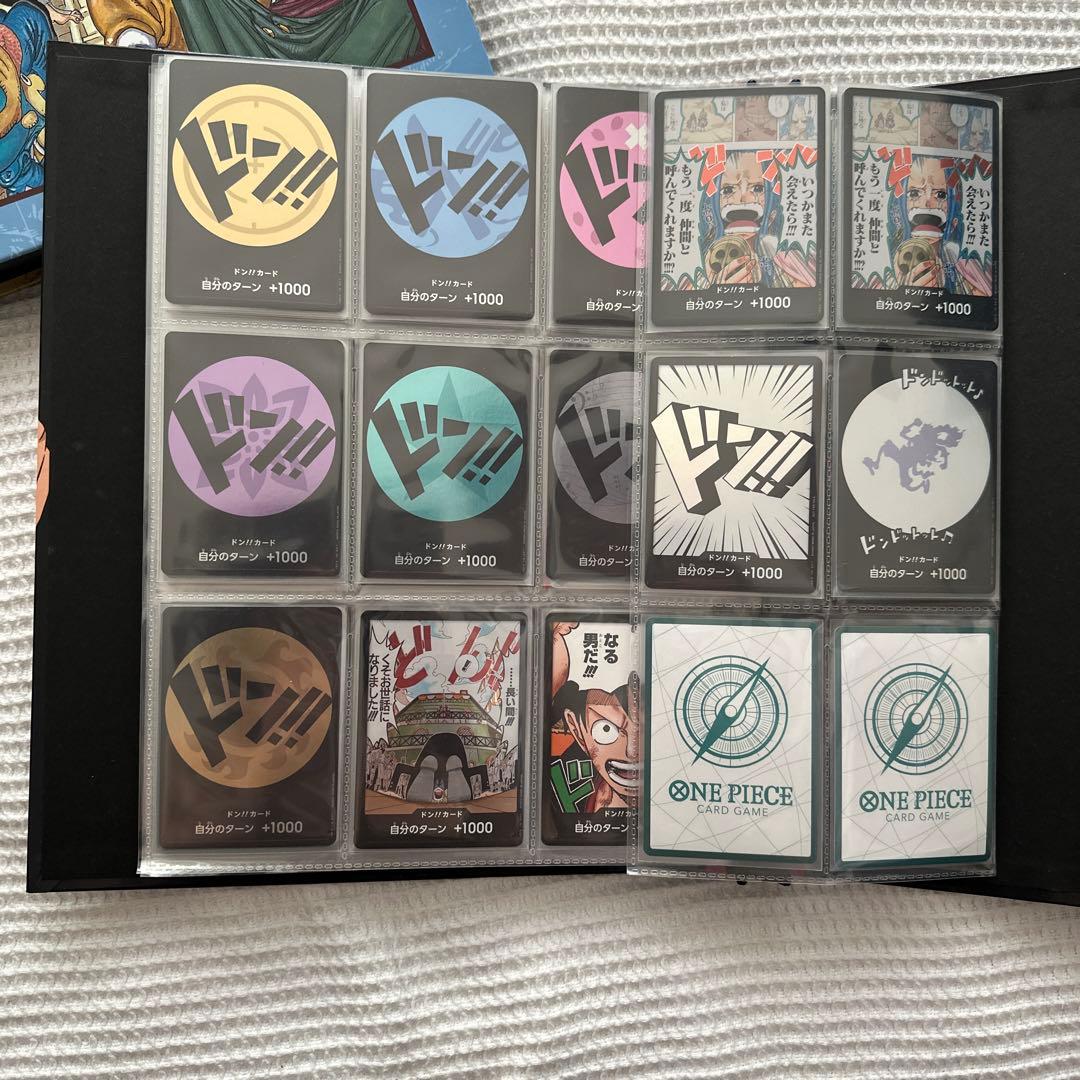 ドン!!
ドン!!カード
自分のターン +1000
ドン!!
ドン!!カード
自分のターン +1000
ドン
ドン!!カ
自分のターン
いつかまた
会えたら!!!
もう一度 仲間と
呼んでくれますか!!!?
ドン!!カード
自分のターン +1000
いつかまた
会えたら!!!
もう一度 仲間と
呼んでくれますか!!!?
ドン!!カード
自分のターン +1000
ドン!!
ドン!!カード
自分のターン +1000
ドン!!
ドン!!カード
自分のターン +1000
ドン
ドン!!カ
自分のターン
ドン!!
ドン!!カード
自分のターン +1000
ドンドットット♪
ドンドットット♫
ドン!!カード
自分のターン +1000
ドン!!
ドン!!カード
自分のターン +1000
……長い間!!!
くそお世話に
なりました!!!
ど
ドン!!カード
自分のターン +1000
なる
男だ!!!
ド
ドン!!カ
自分のターン
ONE PIECE
CARD GAME
ONE PIECE
CARD GAME